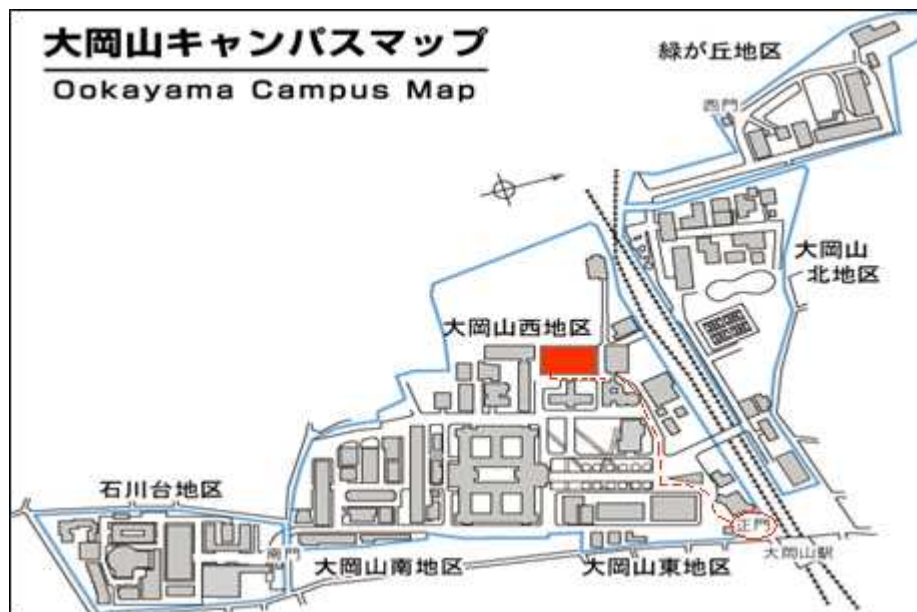 大岡山キャンパスマップ
Ookayama Campus Map
緑が丘地区
西門
大岡山
北地区
大岡山西地区
石川台地区
南門
大岡山南地区
大岡山東地区
正門
大岡山駅